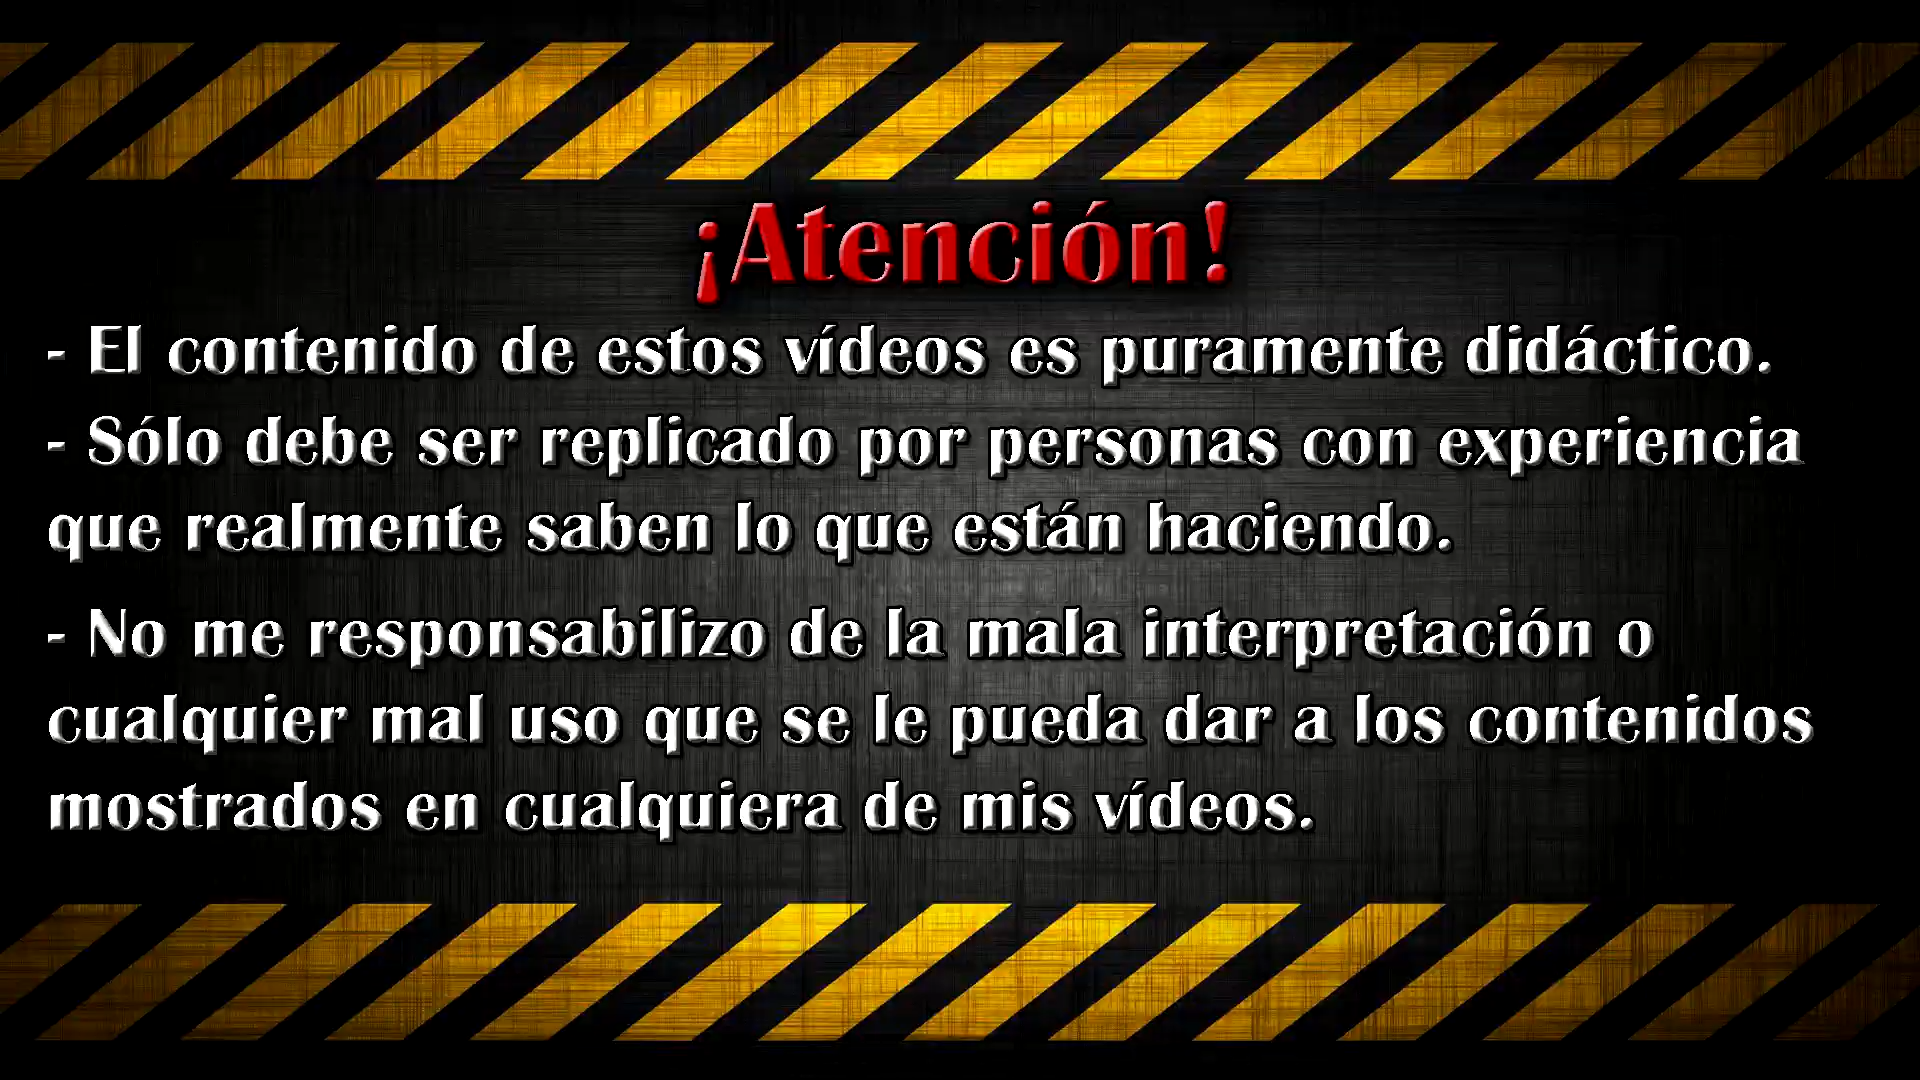 ¡Atención!
- El contenido de estos vídeos es puramente didáctico.
- Sólo debe ser replicado por personas con experiencia
que realmente saben lo que están haciendo.
- No me responsabilizo de la mala interpretación o
cualquier mal uso que se le pueda dar a los contenidos
mostrados en cualquiera de mis vídeos.